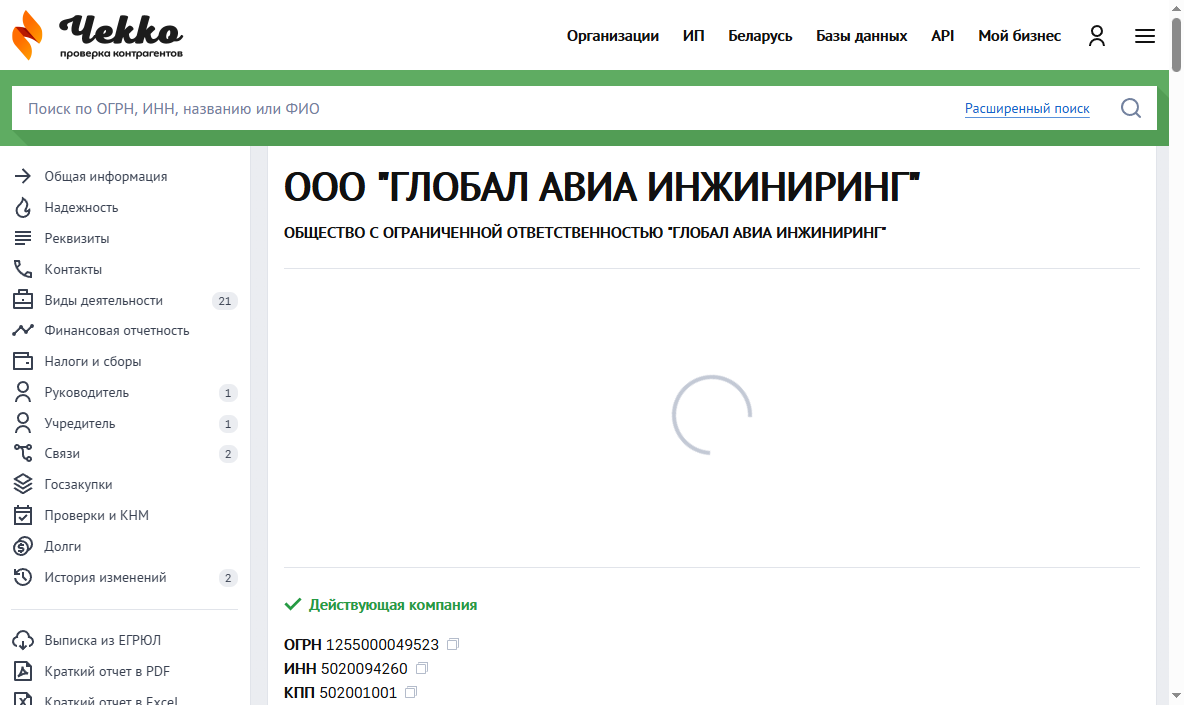 Чекко
проверка контрагентов
Организации
ИП
Беларусь
Базы данных
API
Мой бизнес
Поиск по ОГРН, ИНН, названию или ФИО
Расширенный поиск
Общая информация
Надежность
Реквизиты
Контакты
Виды деятельности 21
Финансовая отчетность
Налоги и сборы
Руководитель 1
Учредитель 1
Связи 2
Госзакупки
Проверки и КНМ
Долги
История изменений 2
Выписка из ЕГРЮЛ
Краткий отчет в PDF
Краткий отчет в Excel
ООО "ГЛОБАЛ АВИА ИНЖИНИРИНГ"
ОБЩЕСТВО С ОГРАНИЧЕННОЙ ОТВЕТСТВЕННОСТЬЮ "ГЛОБАЛ АВИА ИНЖИНИРИНГ"
Действующая компания
ОГРН 1255000049523
ИНН 5020094260
КПП 502001001